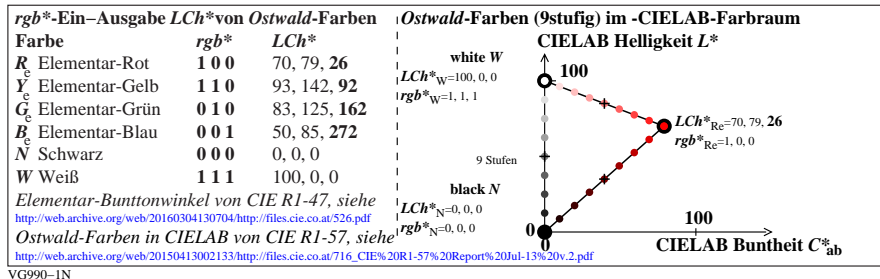 rgb*-Ein−Ausgabe LCh*von Ostwald-Farben
Farbe rgb* LCh*
Re Elementar-Rot 1 0 0 70, 79, 26
Ye Elementar-Gelb 1 1 0 93, 142, 92
Ge Elementar-Grün 0 1 0 83, 125, 162
Be Elementar-Blau 0 0 1 50, 85, 272
N Schwarz 0 0 0 0, 0, 0
W Weiß 1 1 1 100, 0, 0
Elementar-Bunttonwinkel von CIE R1-47, siehe
http://web.archive.org/web/20160304130704/http://files.cie.co.at/526.pdf
Ostwald-Farben in CIELAB von CIE R1-57, siehe
http://web.archive.org/web/20150413002133/http://files.cie.co.at/716_CIE%20R1-57%20Report%20Jul-13%20v.2.pdf
Ostwald-Farben (9stufig) im -CIELAB-Farbraum
CIELAB Helligkeit L*
white W
LCh*W=100, 0, 0
rgb*W=1, 1, 1
100
LCh*Re=70, 79, 26
rgb*Re=1, 0, 0
9 Stufen
black N
LCh*N=0, 0, 0
rgb*N=0, 0, 0
0
0
100
CIELAB Buntheit C*ab
VG990−1N